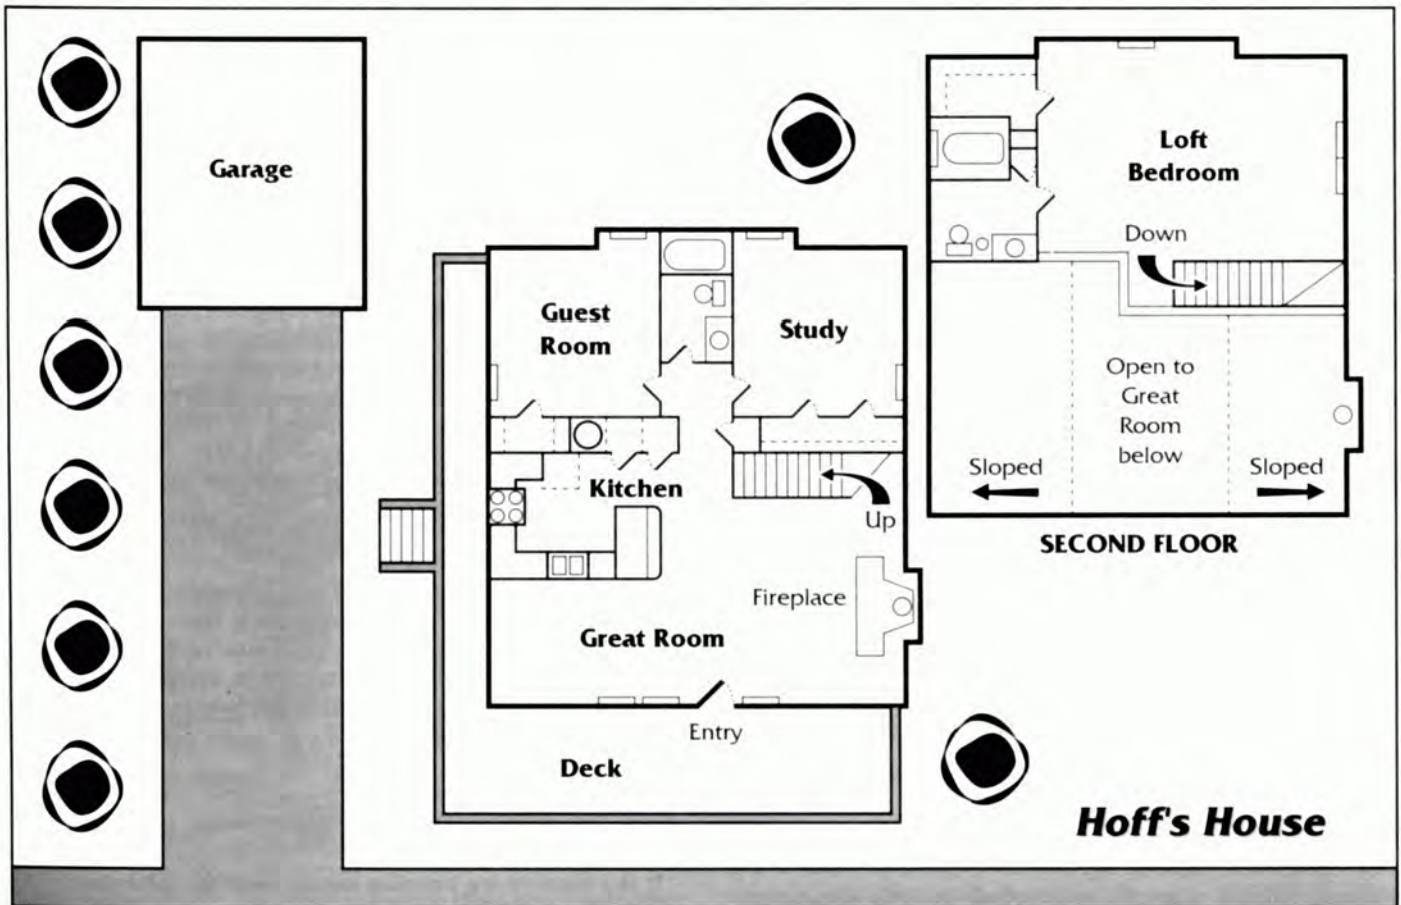 Garage
Loft
Bedroom
Down
Guest
Room
Study
Open to
Great
Room
below
Sloped
Sloped
Kitchen
Up
SECOND FLOOR
Fireplace
Great Room
Entry
Deck
Hoff's House